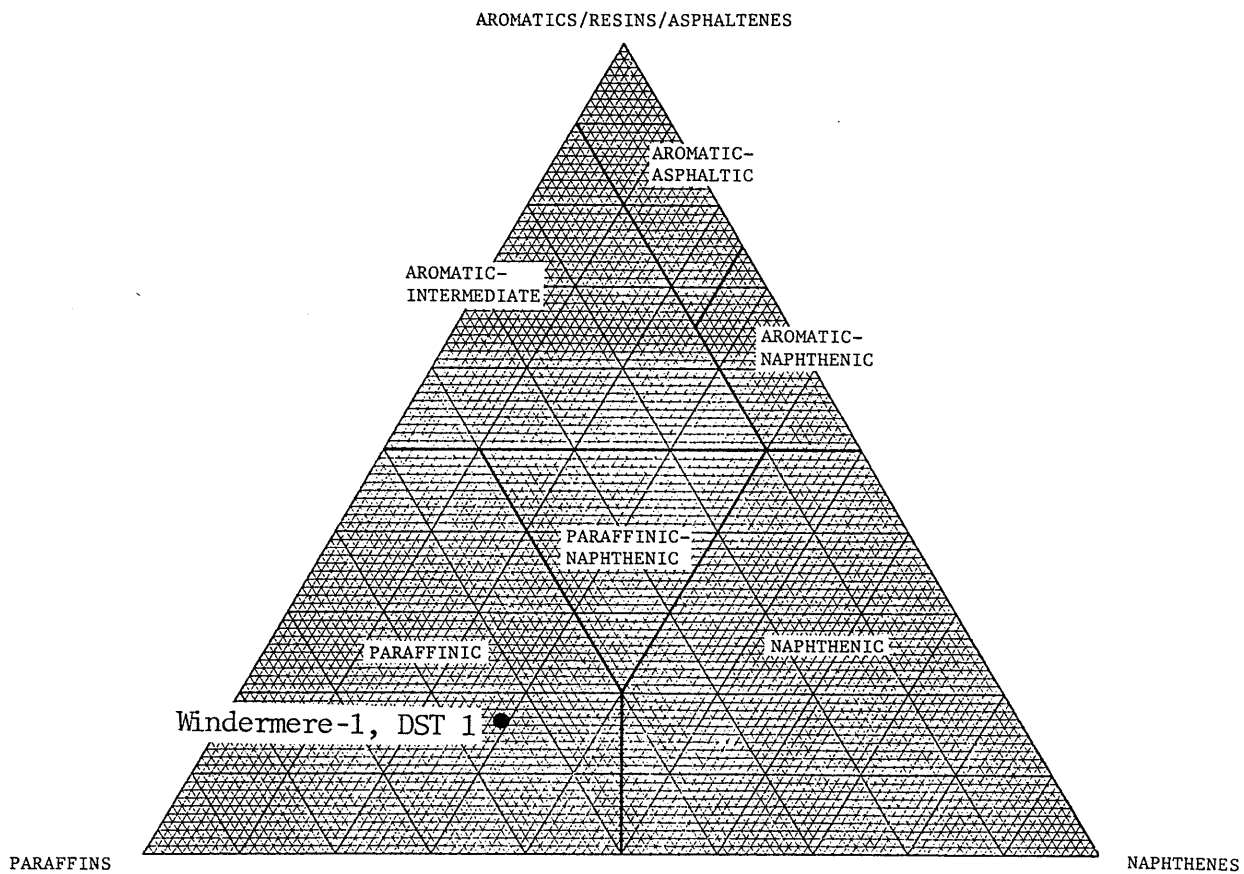 AROMATICS/RESINS/ASPHALTENES
AROMATIC-
ASPHALTIC
AROMATIC-
INTERMEDIATE
AROMATIC-
NAPHTHENIC
PARAFFINIC-
NAPHTHENIC
PARAFFINIC
NAPHTHENIC
Windermere-1, DST 1
PARAFFINS
NAPHTHENES